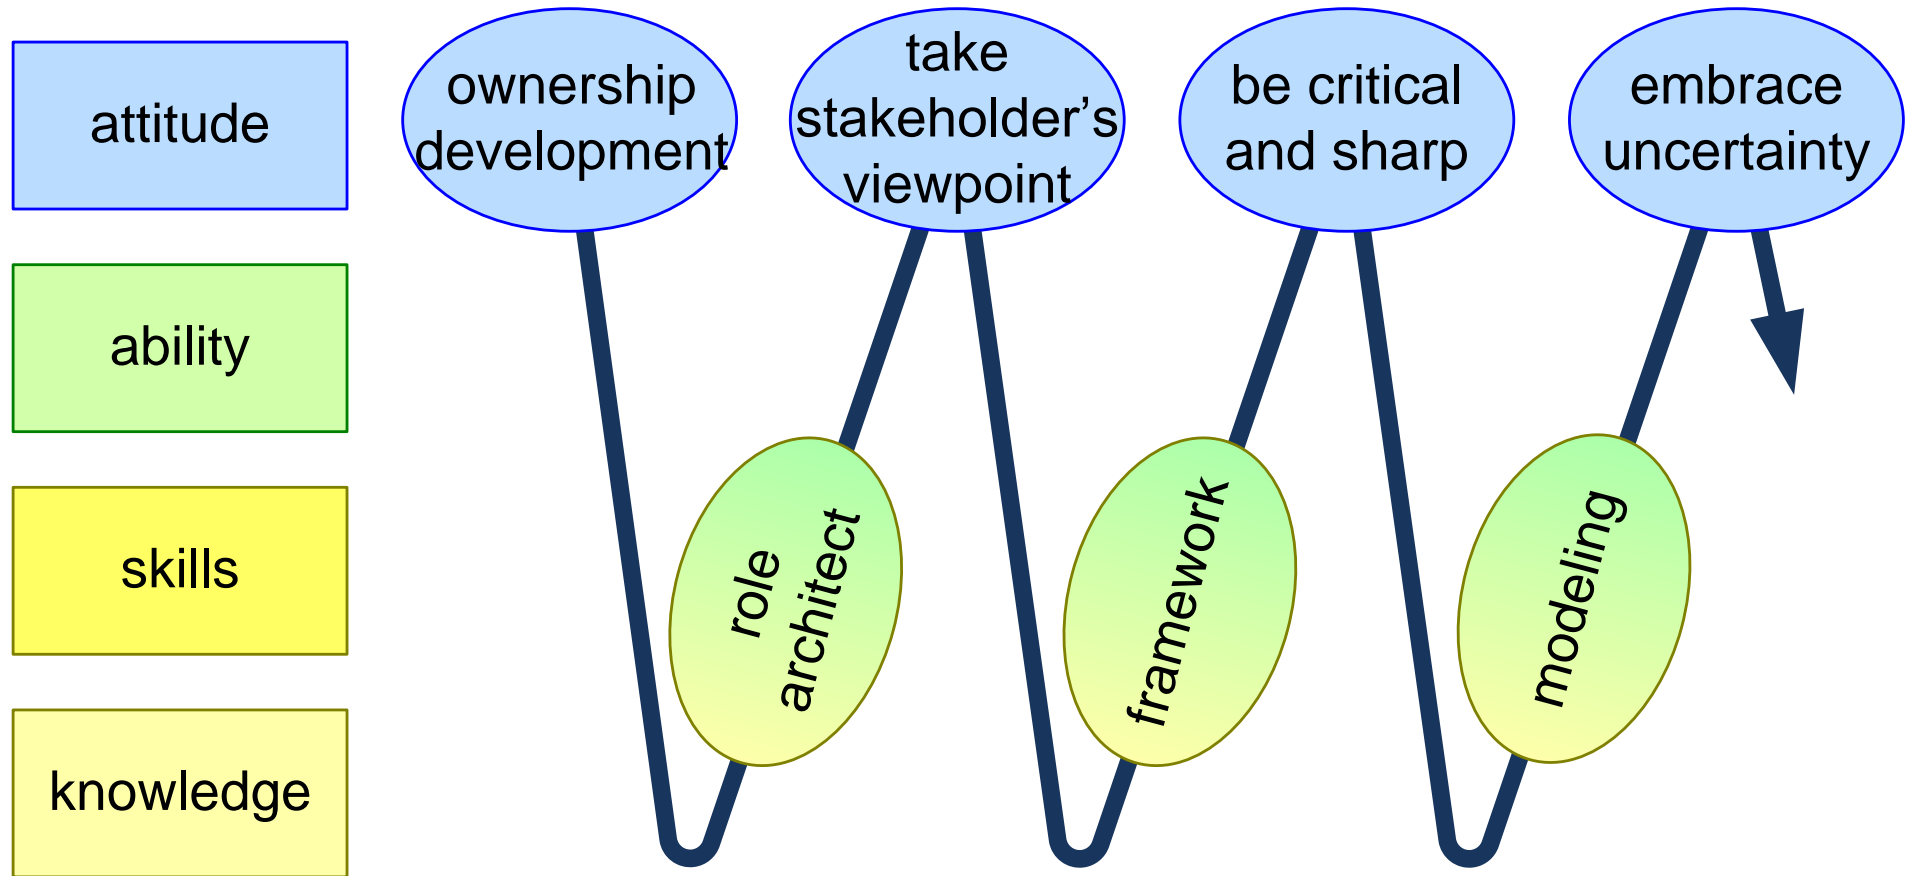 attitude
ability
skills
knowledge
ownership
development
take
stakeholder’s
viewpoint
be critical
and sharp
embrace
uncertainty
role
architect
framework
modeling